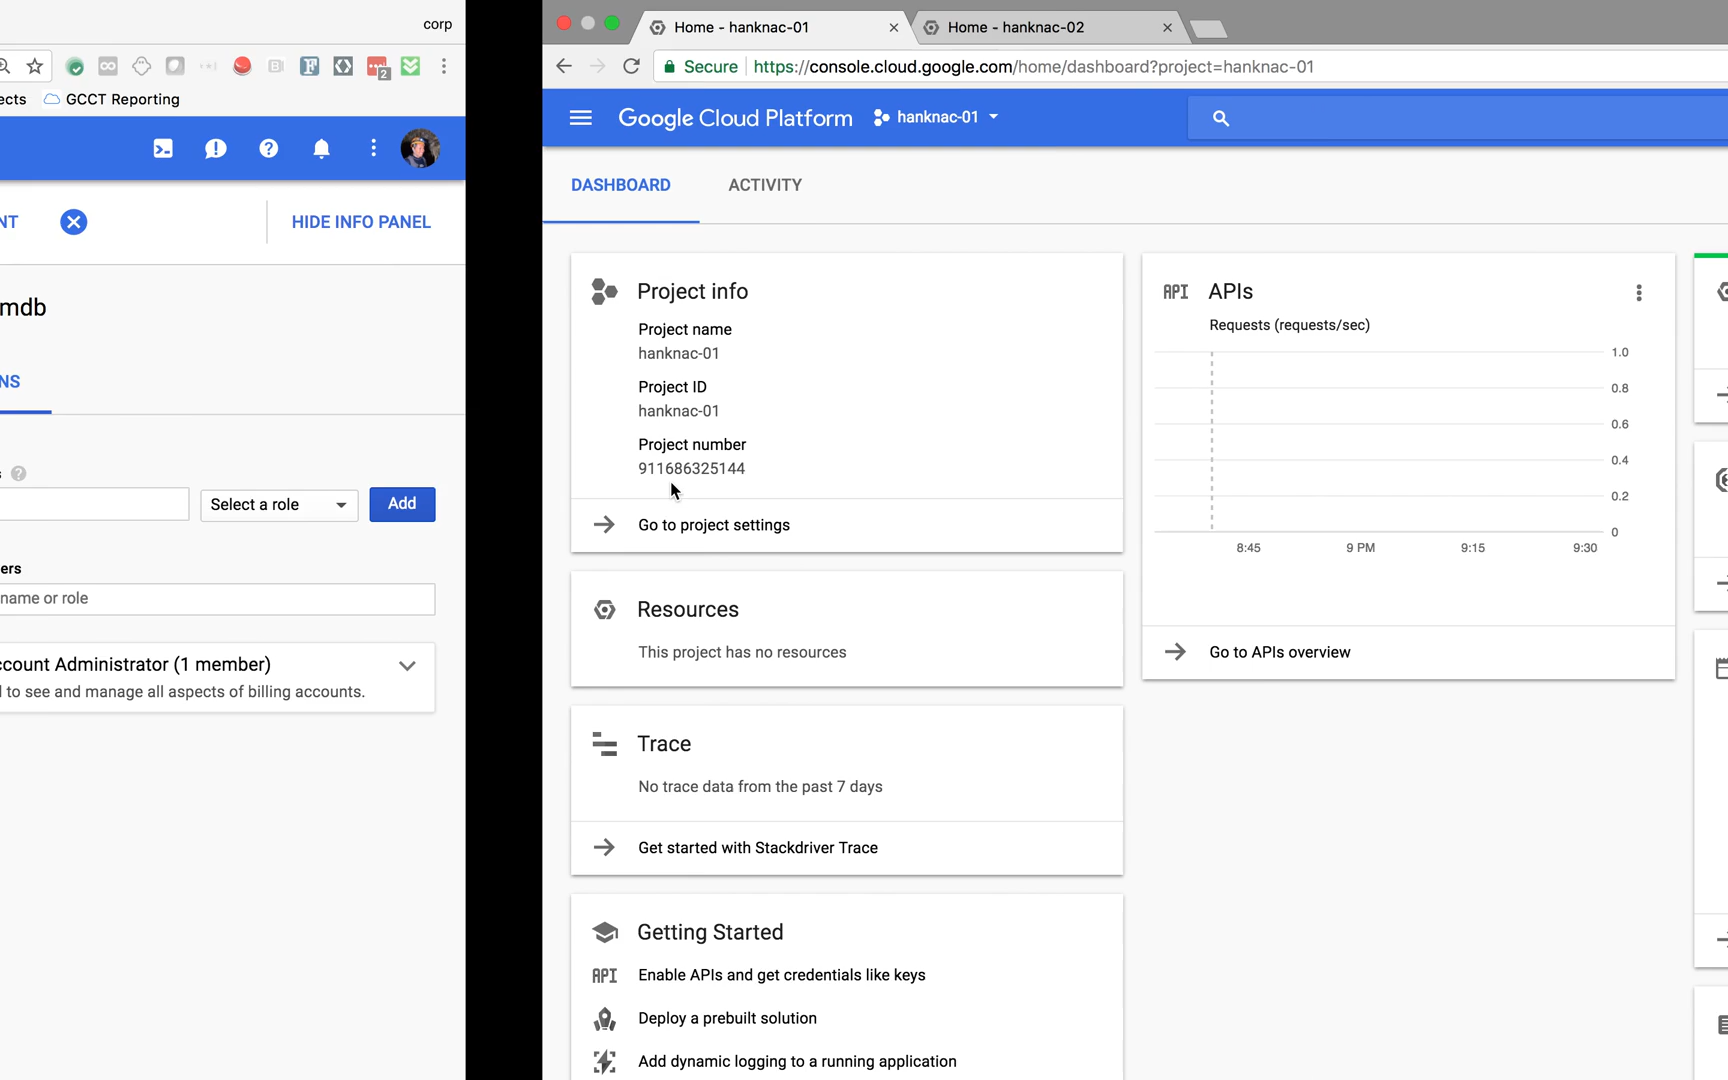 corp
2
ects
GCCT Reporting
NT
HIDE INFO PANEL
mdb
NS
s
Select a role
Add
ers
name or role
ccount Administrator (1 member)
l to see and manage all aspects of billing accounts.
Home - hanknac-01
Home - hanknac-02
Secure
https://console.cloud.google.com/home/dashboard?project=hanknac-01
Google Cloud Platform
hanknac-01
DASHBOARD
ACTIVITY
Project info
Project name
hanknac-01
Project ID
hanknac-01
Project number
911686325144
Go to project settings
API APIs
Requests (requests/sec)
1.0
0.8
0.6
0.4
0.2
0
8:45
9 PM
9:15
9:30
Go to APIs overview
Resources
This project has no resources
Trace
No trace data from the past 7 days
Get started with Stackdriver Trace
Getting Started
API Enable APIs and get credentials like keys
Deploy a prebuilt solution
Add dynamic logging to a running application